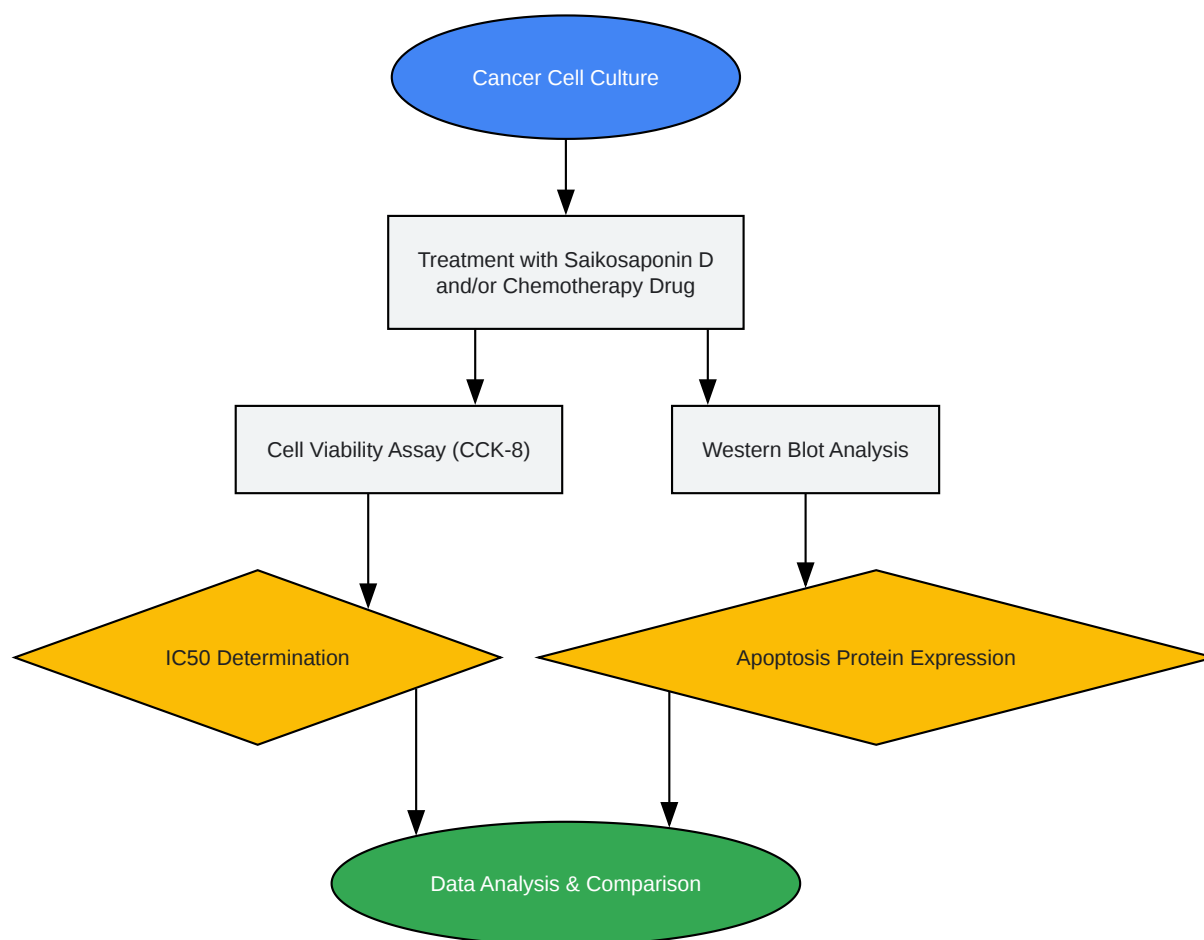 Cancer Cell Culture
Treatment with Saikosaponin D
and/or Chemotherapy Drug
Cell Viability Assay (CCK-8)
Western Blot Analysis
IC50 Determination
Apoptosis Protein Expression
Data Analysis & Comparison